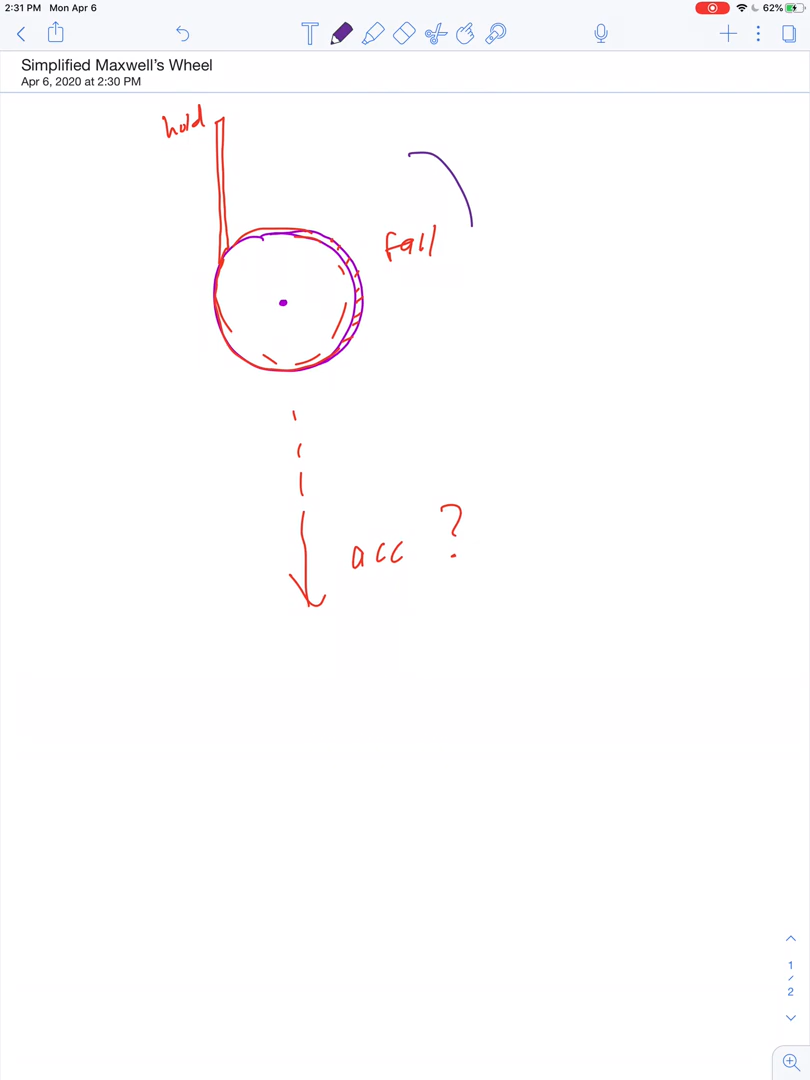 2:31 PM Mon Apr 6
62%
T
Simplified Maxwell's Wheel
Apr 6, 2020 at 2:30 PM
hold
fall
acc ?
1
/
2